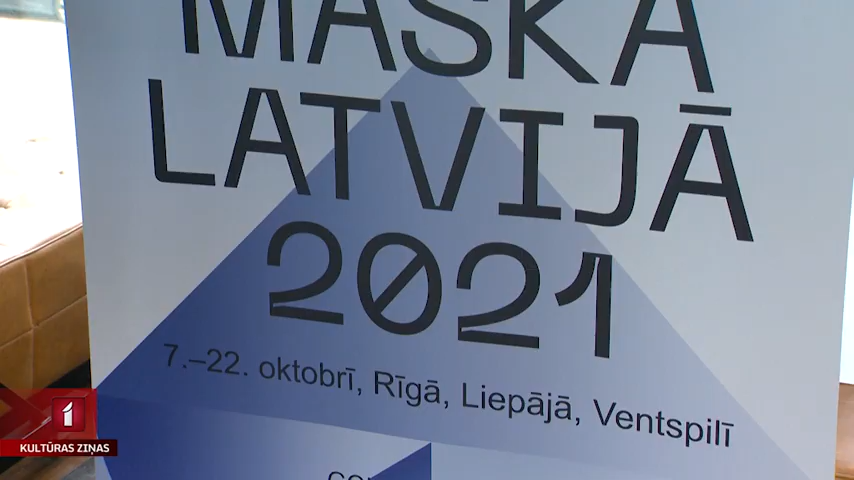 MASKA
LATVIJĀ
2021
7.–22. oktobrī, Rīgā, Liepājā, Ventspilī
1
KULTŪRAS ZIŅAS